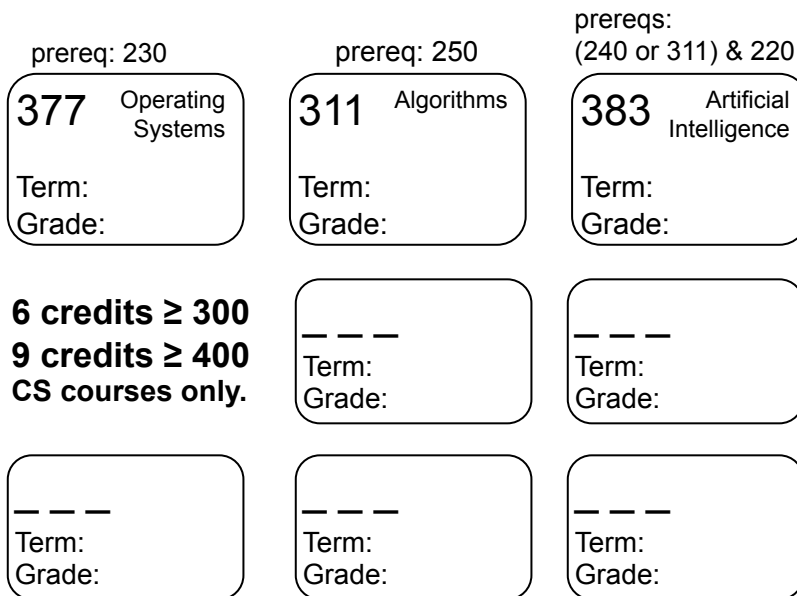 prereq: 230
prereq: 250
prereqs:
(240 or 311) & 220
377 Operating
Systems
Term:
Grade:
311 Algorithms
Term:
Grade:
383 Artificial
Intelligence
Term:
Grade:
6 credits ≥ 300
9 credits ≥ 400
CS courses only.
_ _ _
Term:
Grade:
_ _ _
Term:
Grade:
_ _ _
Term:
Grade:
_ _ _
Term:
Grade:
_ _ _
Term:
Grade: